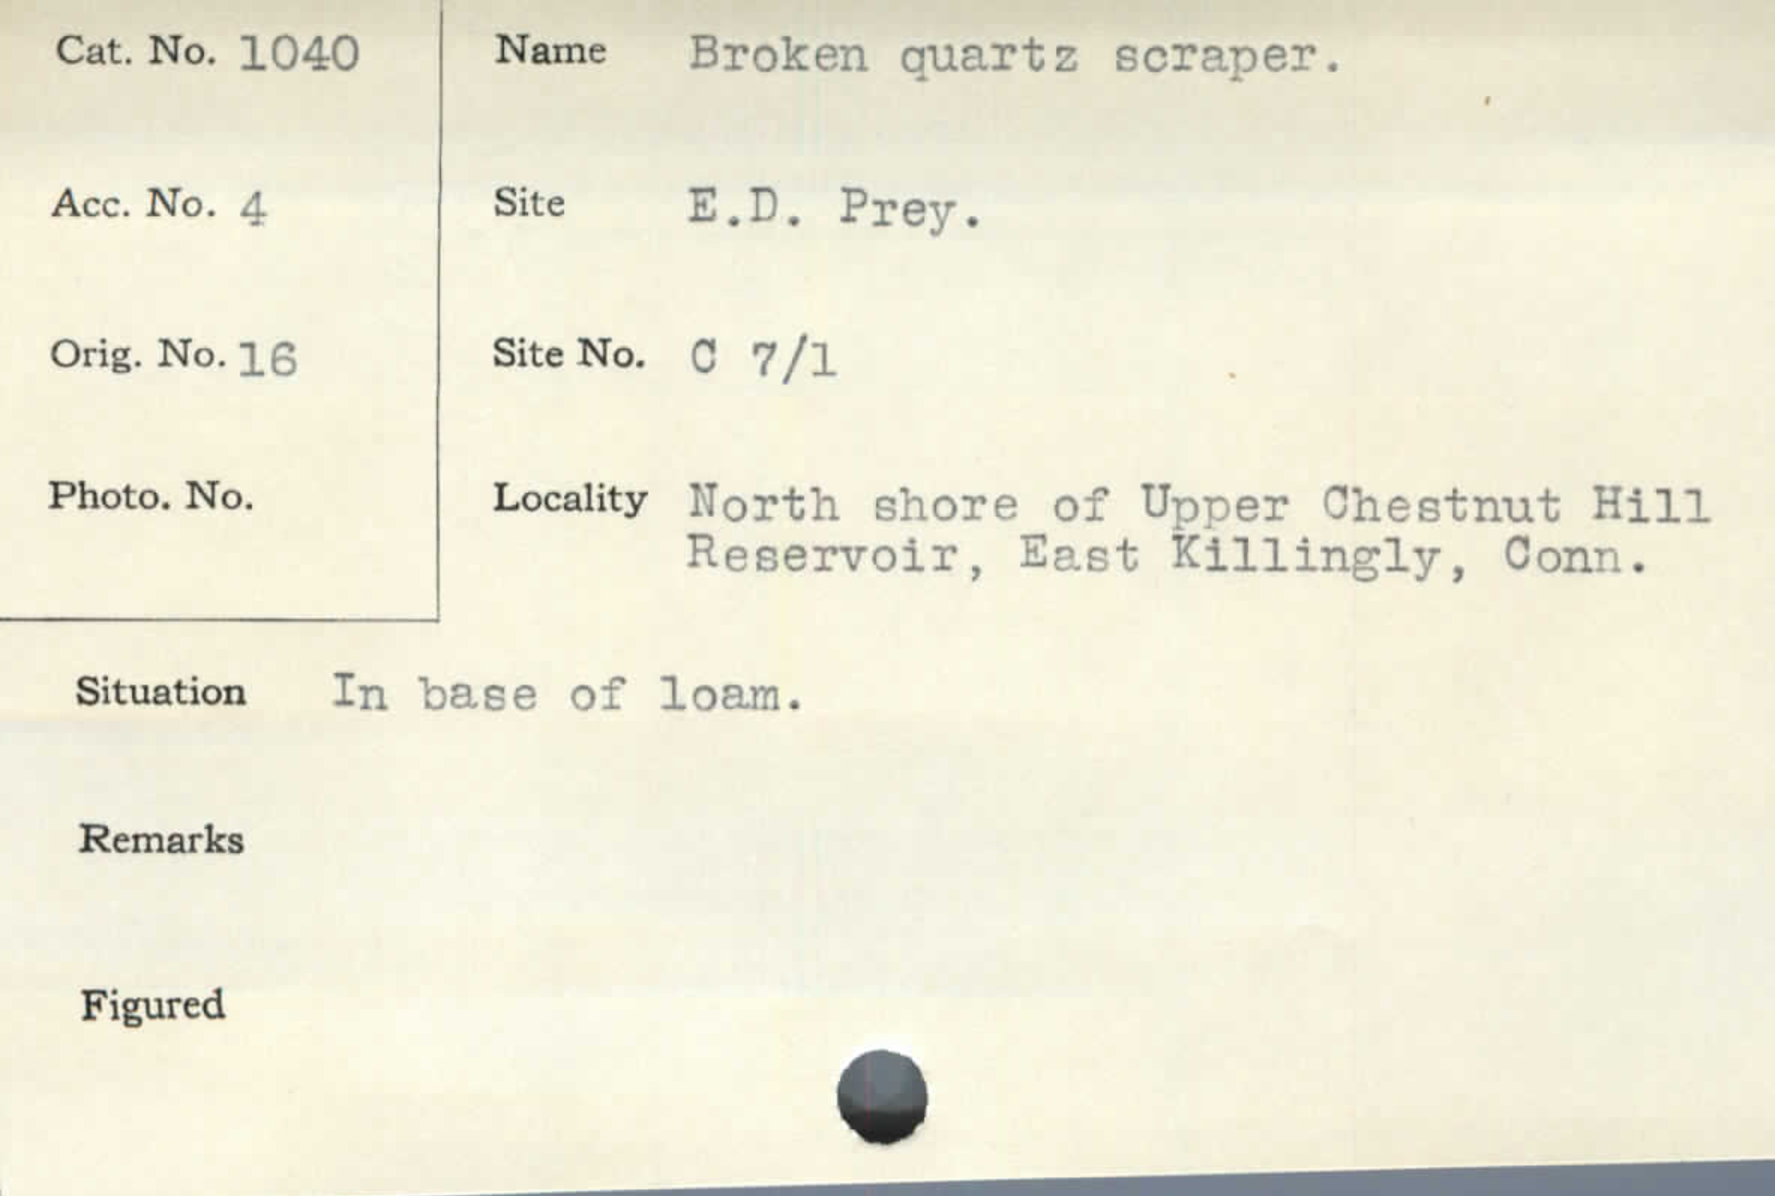 Cat. No. 1040
Name Broken quartz scraper.
Acc. No. 4
Site E.D. Prey.
Orig. No. 16
Site No. C 7/1
Photo. No.
Locality North shore of Upper Chestnut Hill
Reservoir, East Killingly, Conn.
Situation In base of loam.
Remarks
Figured